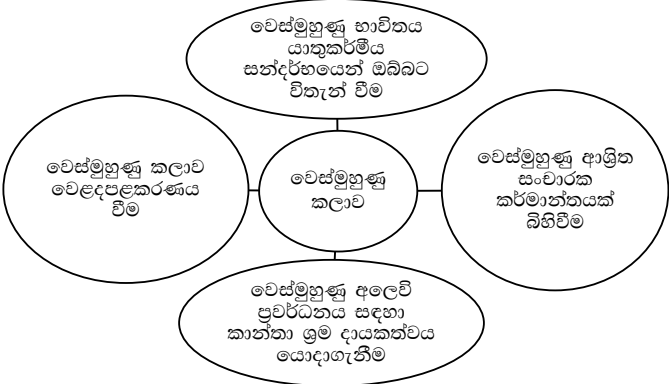 වෙස්මුහුණු භාවිතය
යාතුකර්මීය
සන්දර්භයෙන් ඔබ්බට
විතැන් වීම
වෙස්මුහුණු කලාව
වෙළදපළකරණය
වීම
වෙස්මුහුණු
කලාව
වෙස්මුහුණු ආශ්‍රිත
සංචාරක
කර්මාන්තයක්
බිහිවීම
වෙස්මුහුණු අලෙවි
ප්‍රවර්ධනය සඳහා
කාන්තා ශ්‍රම දායකත්වය
යොදාගැනීම